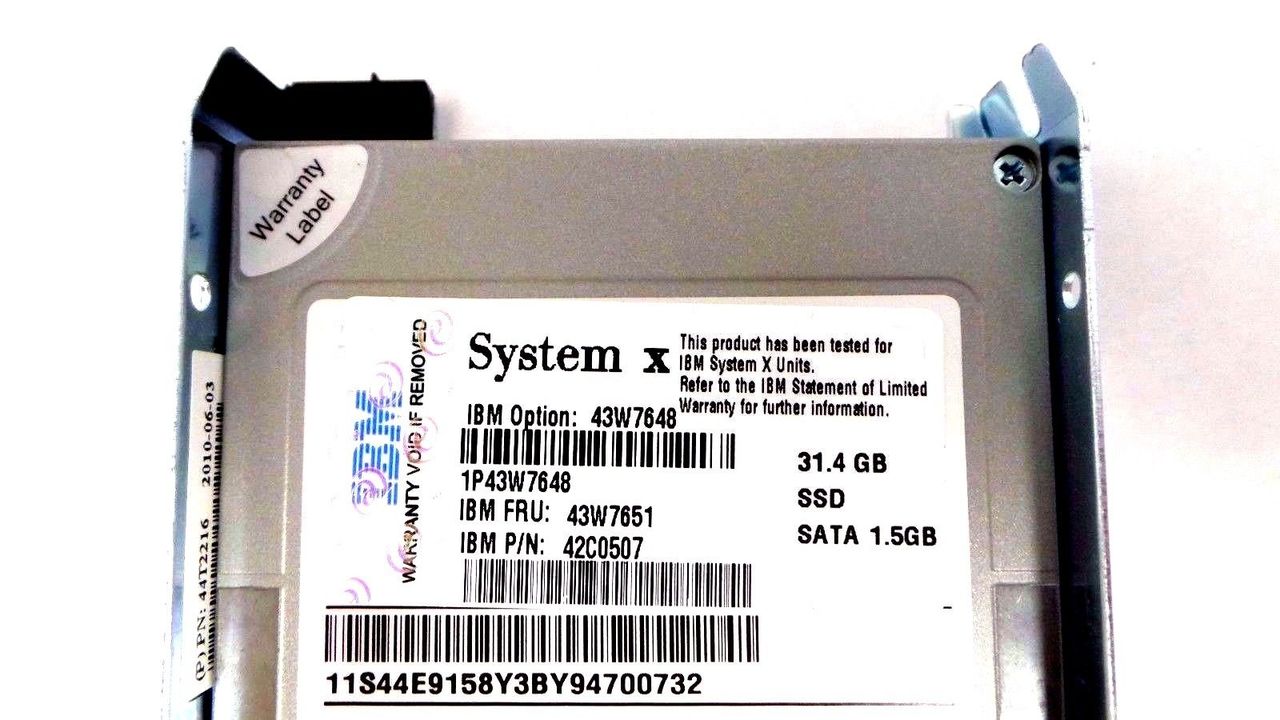 Warranty
Label
System x
This product has been tested for
IBM System X Units.
Refer to the IBM Statement of Limited
Warranty for further information.
IBM
WARRANTY VOID IF REMOVED
IBM Option: 43W7648
1P43W7648
IBM FRU: 43W7651
IBM P/N: 42C0507
31.4 GB
SSD
SATA 1.5GB
11S44E9158Y3BY94700732
(P) PN: 44T2216 2010-06-03